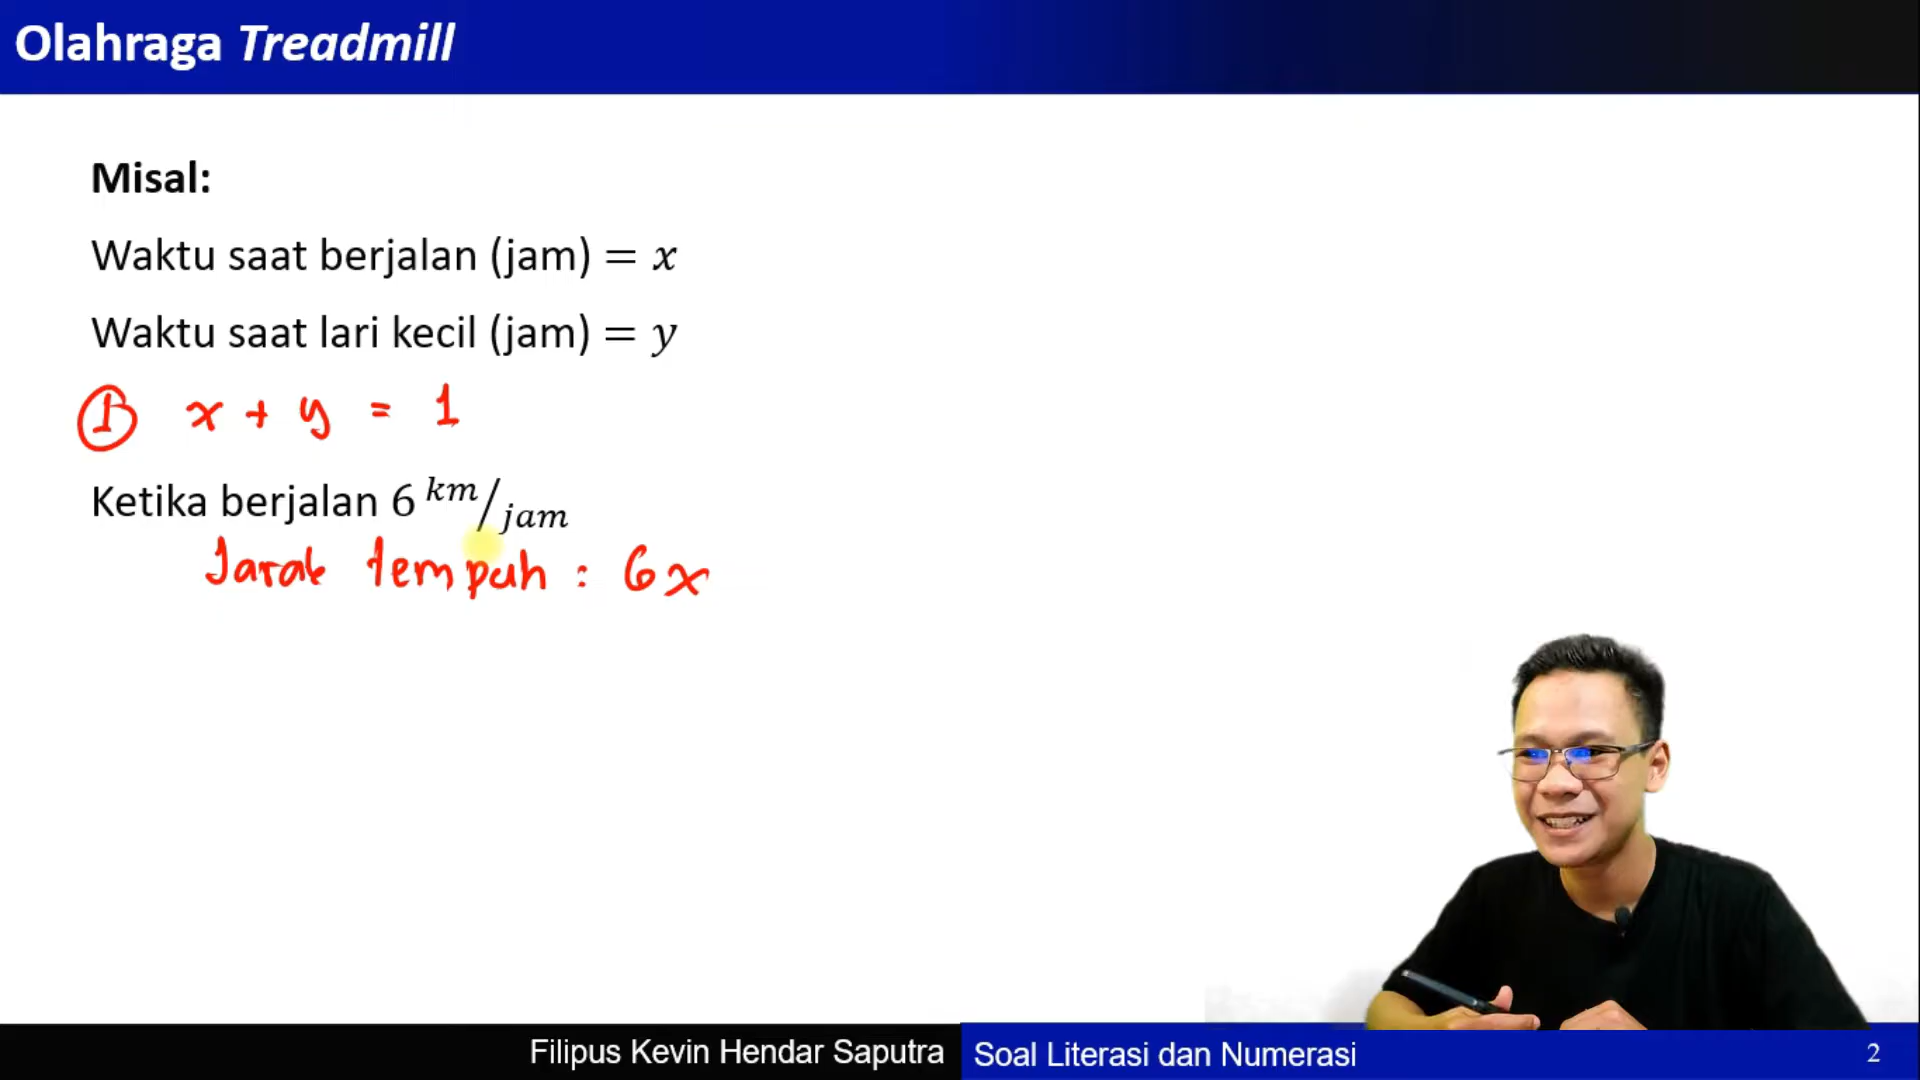 Olahraga Treadmill
Misal:
Waktu saat berjalan (jam) = x
Waktu saat lari kecil (jam) = y
① x + y = 1
Ketika berjalan 6 km/jam
Jarak tempuh : 6x
Filipus Kevin Hendar Saputra
Soal Literasi dan Numerasi
2